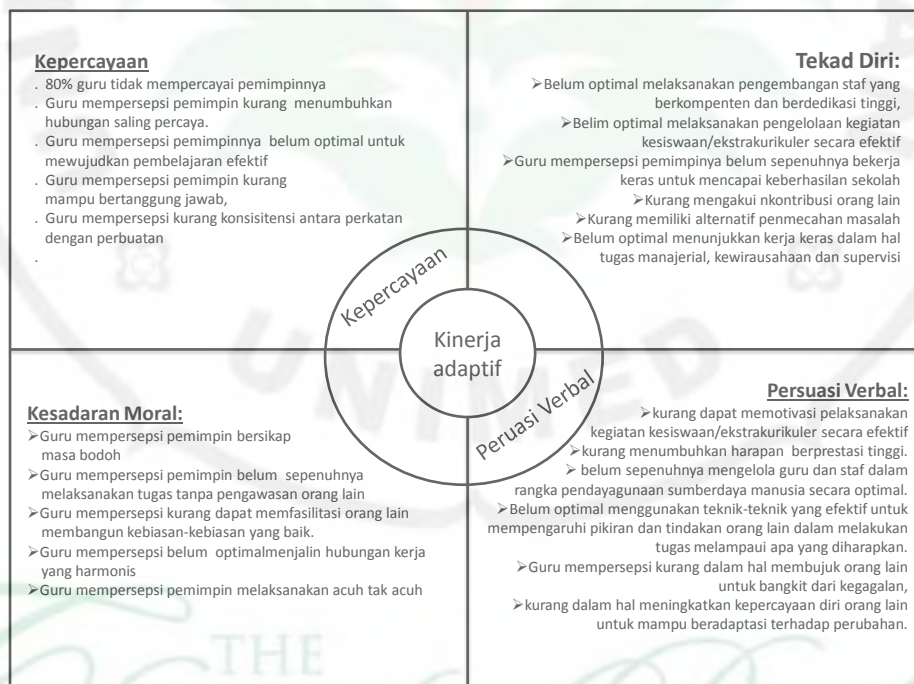 Kepercayaan
. 80% guru tidak mempercayai pemimpinnya
. Guru mempersepsi pemimpin kurang menumbuhkan
hubungan saling percaya.
. Guru mempersepsi pemimpinnya belum optimal untuk
mewujudkan pembelajaran efektif
. Guru mempersepsi pemimpin kurang
mampu bertanggung jawab,
. Guru mempersepsi kurang konsisitensi antara perkatan
dengan perbuatan
.
Tekad Diri:
➢Belum optimal melaksanakan pengembangan staf yang
berkompenten dan berdedikasi tinggi,
➢Belim optimal melaksanakan pengelolaan kegiatan
kesiswaan/ekstrakurikuler secara efektif
➢Guru mempersepsi pemimpinya belum sepenuhnya bekerja
keras untuk mencapai keberhasilan sekolah
➢Kurang mengakui nkontribusi orang lain
➢Kurang memiliki alternatif penmecahan masalah
➢Belum optimal menunjukkan kerja keras dalam hal
tugas manajerial, kewirausahaan dan supervisi
Kepercayaan
Kinerja
adaptif
Peruasi Verbal
Kesadaran Moral:
➢Guru mempersepsi pemimpin bersikap
masa bodoh
➢Guru mempersepsi pemimpin belum sepenuhnya
melaksanakan tugas tanpa pengawasan orang lain
➢Guru mempersepsi kurang dapat memfasilitasi orang lain
membangun kebiasan-kebiasan yang baik.
➢Guru mempersepsi belum optimalmenjalin hubungan kerja
yang harmonis
➢Guru mempersepsi pemimpin melaksanakan acuh tak acuh
Persuasi Verbal:
➢kurang dapat memotivasi pelaksanakan
kegiatan kesiswaan/ekstrakurikuler secara efektif
➢kurang menumbuhkan harapan berprestasi tinggi.
➢ belum sepenuhnya mengelola guru dan staf dalam
rangka pendayagunaan sumberdaya manusia secara optimal.
➢Belum optimal menggunakan teknik-teknik yang efektif untuk
mempengaruhi pikiran dan tindakan orang lain dalam melakukan
tugas melampaui apa yang diharapkan.
➢Guru mempersepsi kurang dalam hal membujuk orang lain
untuk bangkit dari kegagalan,
➢kurang dalam hal meningkatkan kepercayaan diri orang lain
untuk mampu beradaptasi terhadap perubahan.
UNIMED
THE